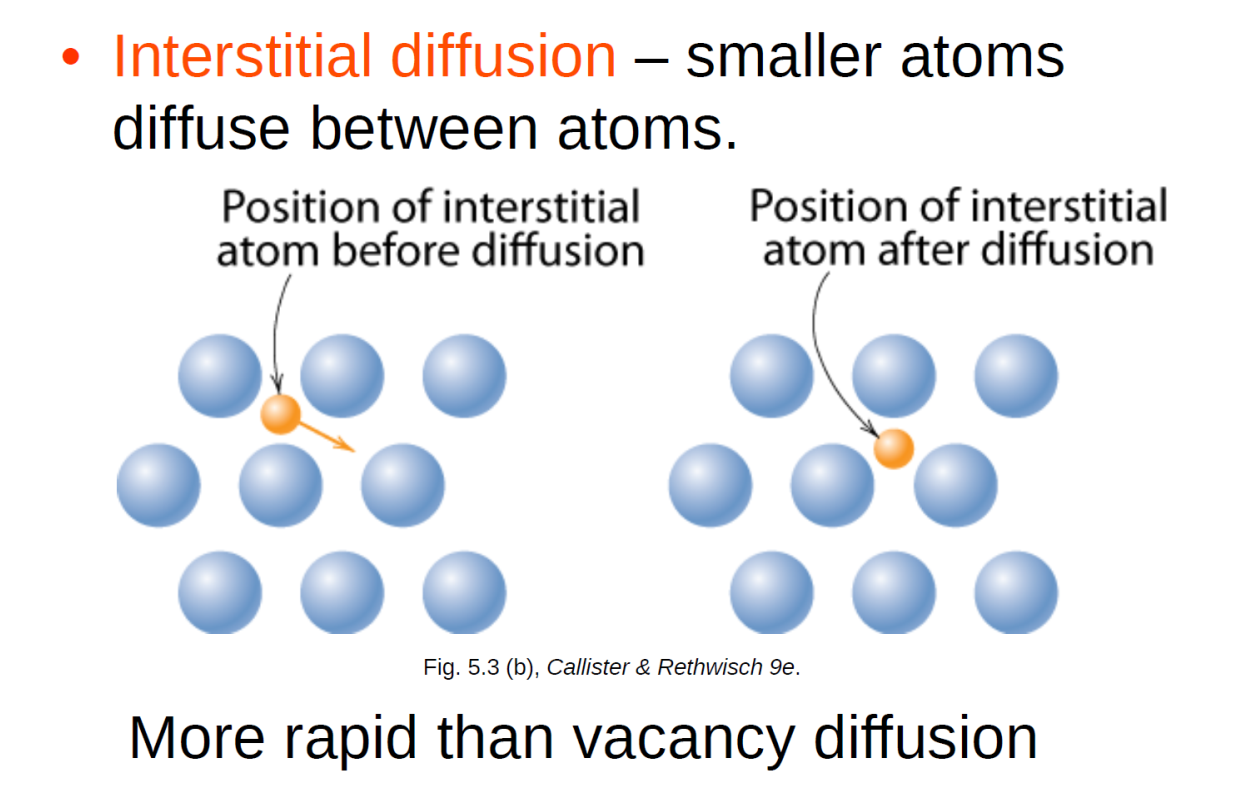 • Interstitial diffusion – smaller atoms
diffuse between atoms.
Position of interstitial
atom before diffusion
Position of interstitial
atom after diffusion
Fig. 5.3 (b), Callister & Rethwisch 9e.
More rapid than vacancy diffusion